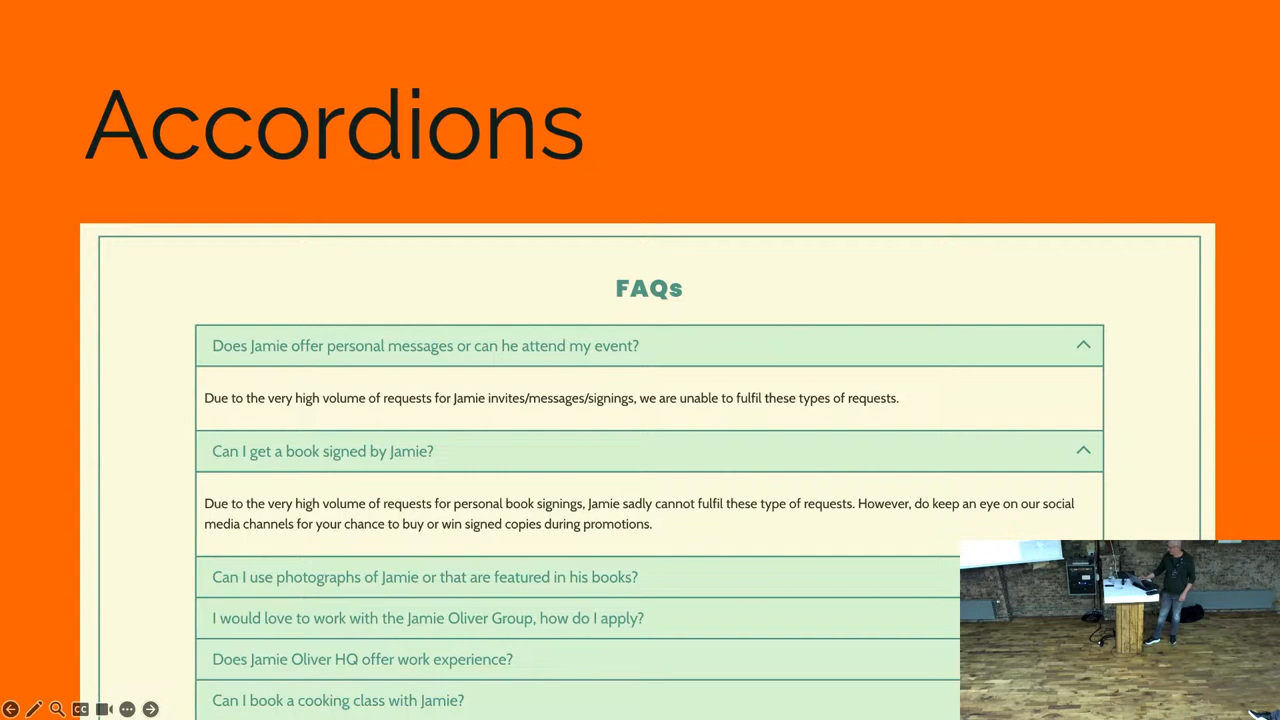 Accordions
FAQs
Does Jamie offer personal messages or can he attend my event?
Due to the very high volume of requests for Jamie invites/messages/signings, we are unable to fulfil these types of requests.
Can I get a book signed by Jamie?
Due to the very high volume of requests for personal book signings, Jamie sadly cannot fulfil these type of requests. However, do keep an eye on our social
media channels for your chance to buy or win signed copies during promotions.
Can I use photographs of Jamie or that are featured in his books?
I would love to work with the Jamie Oliver Group, how do I apply?
Does Jamie Oliver HQ offer work experience?
Can I book a cooking class with Jamie?
CC